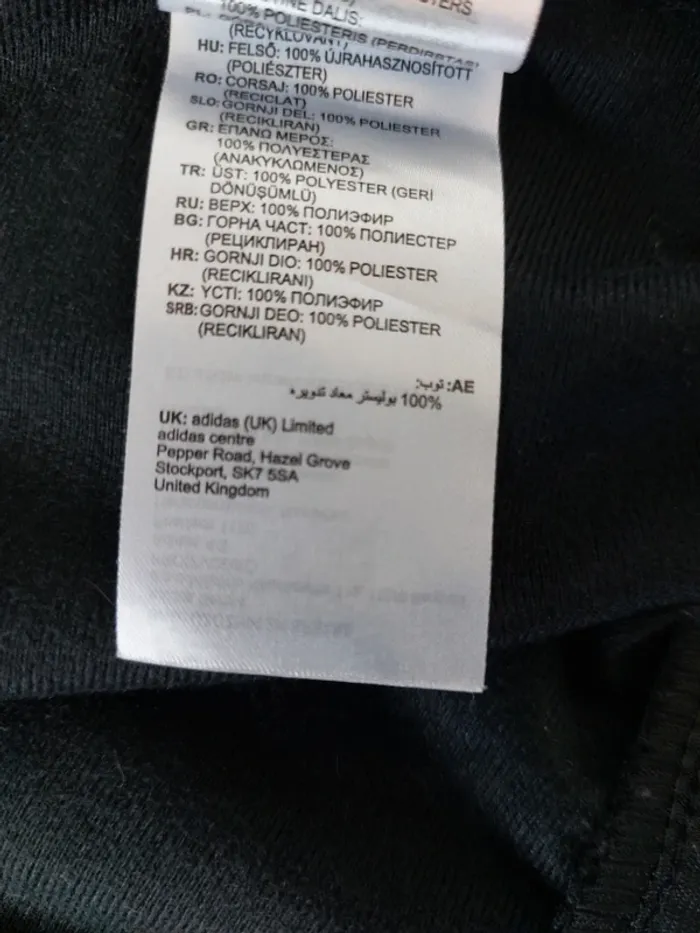 100% POLIESTERIS (PERDIRBTAS)
(RECYKLOVANÝ)
HU: FELSŐ: 100% ÚJRAHASZNOSÍTOTT
(POLIÉSZTER)
RO: CORSAJ: 100% POLIESTER
(RECICLAT)
SLO: GORNJI DEL: 100% POLIESTER
(RECIKLIRAN)
GR: ΕΠΑΝΩ ΜΕΡΟΣ:
100% ΠΟΛΥΕΣΤΕΡΑΣ
(ΑΝΑΚΥΚΛΩΜΕΝΟΣ)
TR: ÜST: 100% POLYESTER (GERİ
DÖNÜŞÜMLÜ)
RU: ВЕРХ: 100% ПОЛИЭФИР
BG: ГОРНА ЧАСТ: 100% ПОЛИЕСТЕР
(РЕЦИКЛИРАН)
HR: GORNJI DIO: 100% POLIESTER
(RECIKLIRANI)
KZ: ҮСТІ: 100% ПОЛИЭФИР
SRB: GORNJI DEO: 100% POLIESTER
(RECIKLIRAN)
AE: توب:
100% بوليستر معاد تدويره
UK: adidas (UK) Limited
adidas centre
Pepper Road, Hazel Grove
Stockport, SK7 5SA
United Kingdom